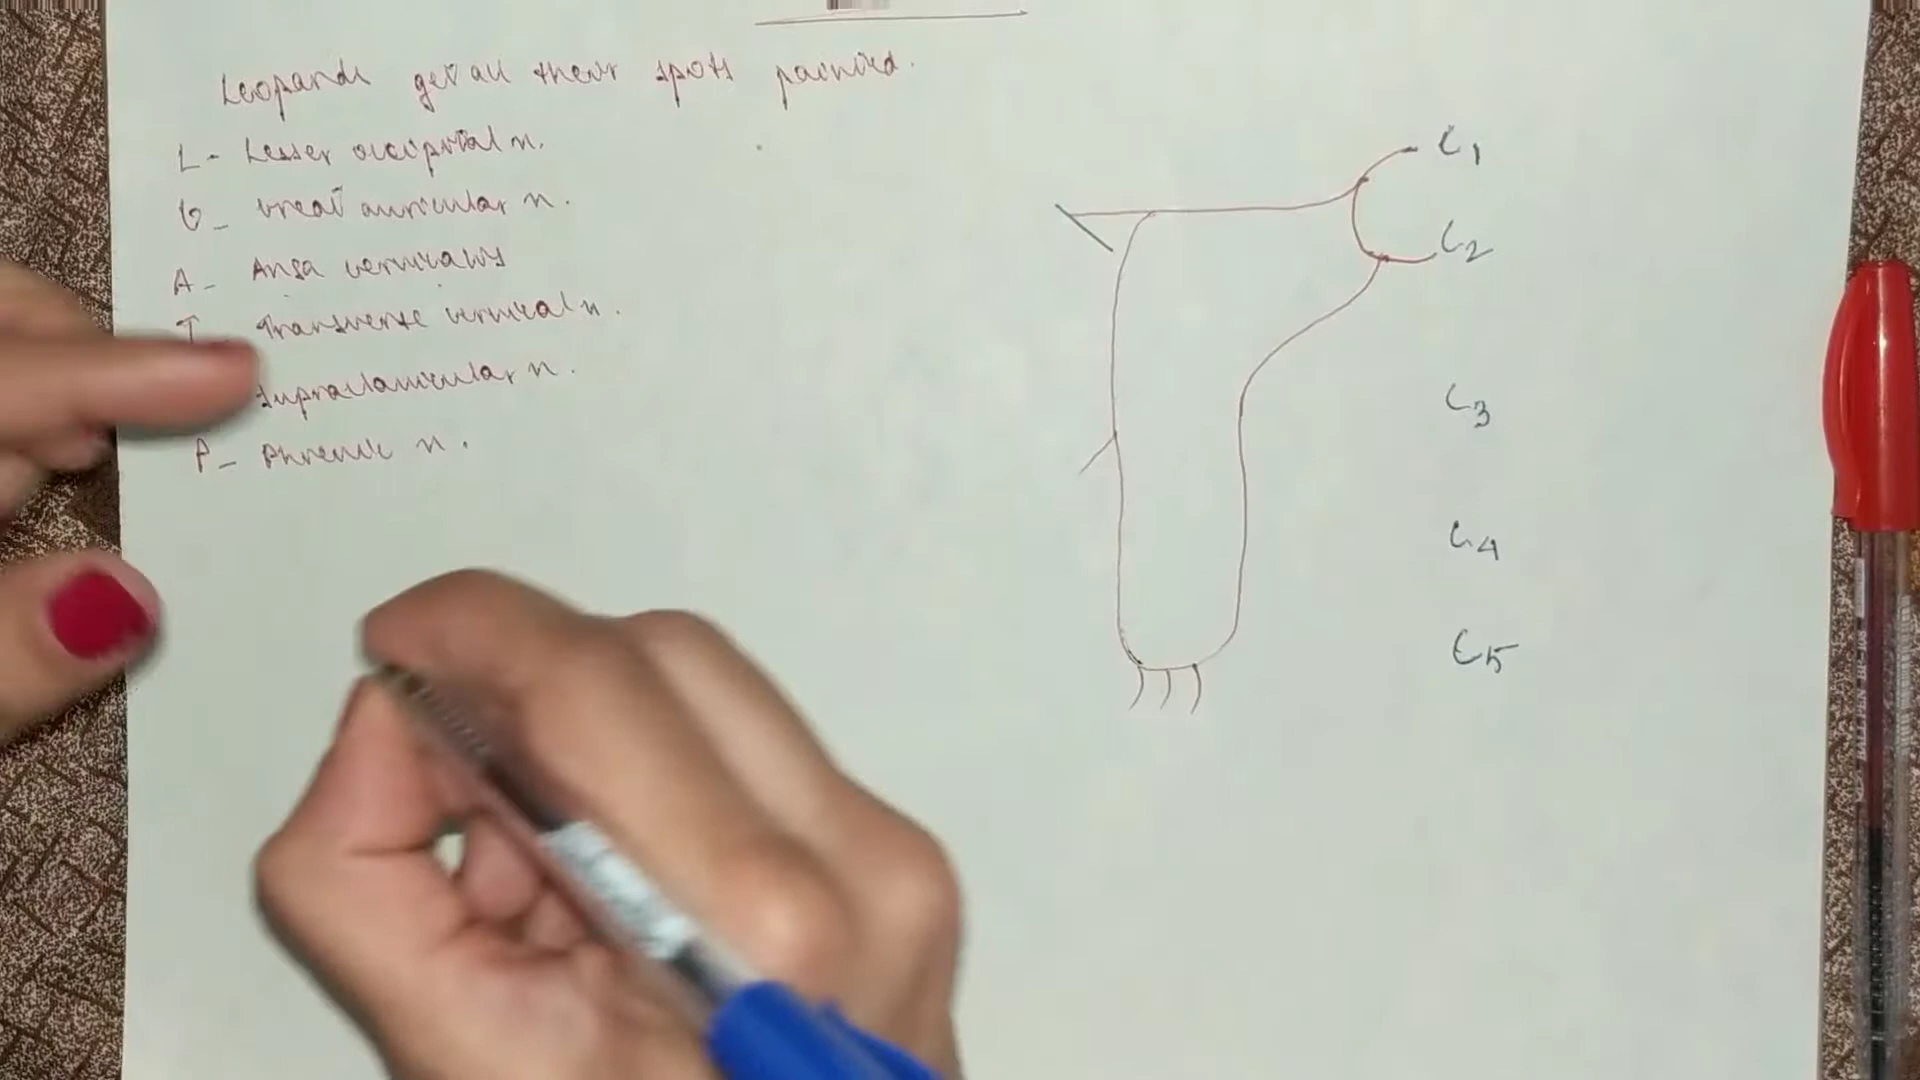 Leopards get all their spots painted.
L- Lesser occipital n.
G- Great auricular n.
A- Ansa cervicalis
T Transverse cervical n.
Supraclavicular n.
P- Phrenic n.
C1
C2
C3
C4
C5